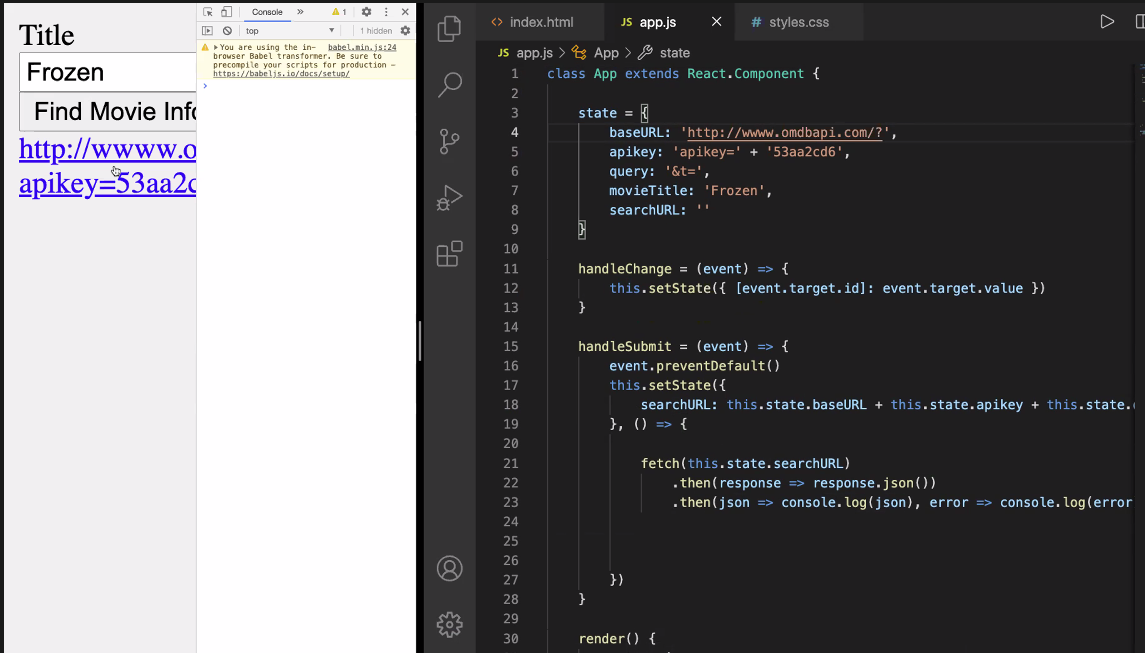 Title
Frozen
Find Movie Info
http://wwww.o
apikey=53aa2c
Console » 1
top 1 hidden
You are using the in- babel.min.js:24
browser Babel transformer. Be sure to
precompile your scripts for production -
https://babeljs.io/docs/setup/
<> index.html JS app.js # styles.css
JS app.js > App > state
1 class App extends React.Component {
2
3 state = {
4 baseURL: 'http://wwww.omdbapi.com/?',
5 apikey: 'apikey=' + '53aa2cd6',
6 query: '&t=',
7 movieTitle: 'Frozen',
8 searchURL: ''
9 }
10
11 handleChange = (event) => {
12 this.setState({ [event.target.id]: event.target.value })
13 }
14
15 handleSubmit = (event) => {
16 event.preventDefault()
17 this.setState({
18 searchURL: this.state.baseURL + this.state.apikey + this.state.
19 }, () => {
20
21 fetch(this.state.searchURL)
22 .then(response => response.json())
23 .then(json => console.log(json), error => console.log(error
24
25
26
27 })
28 }
29
30 render() {